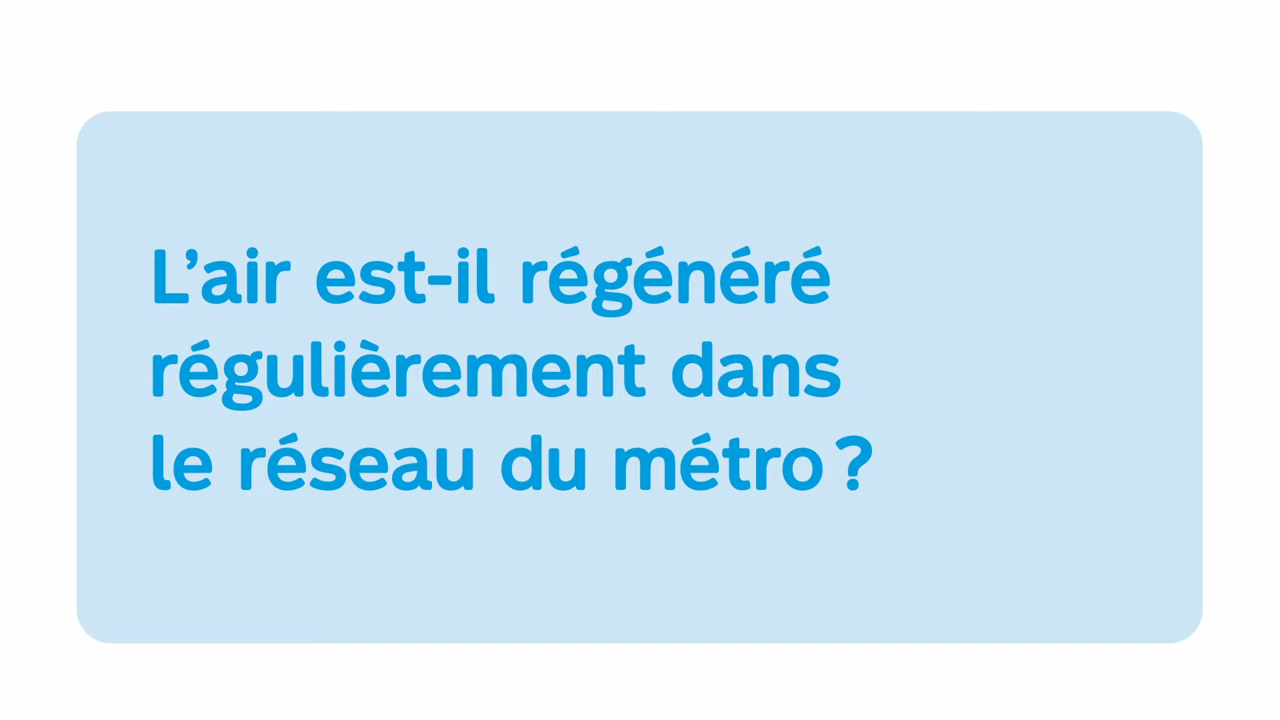 L’air est-il régénéré
régulièrement dans
le réseau du métro ?